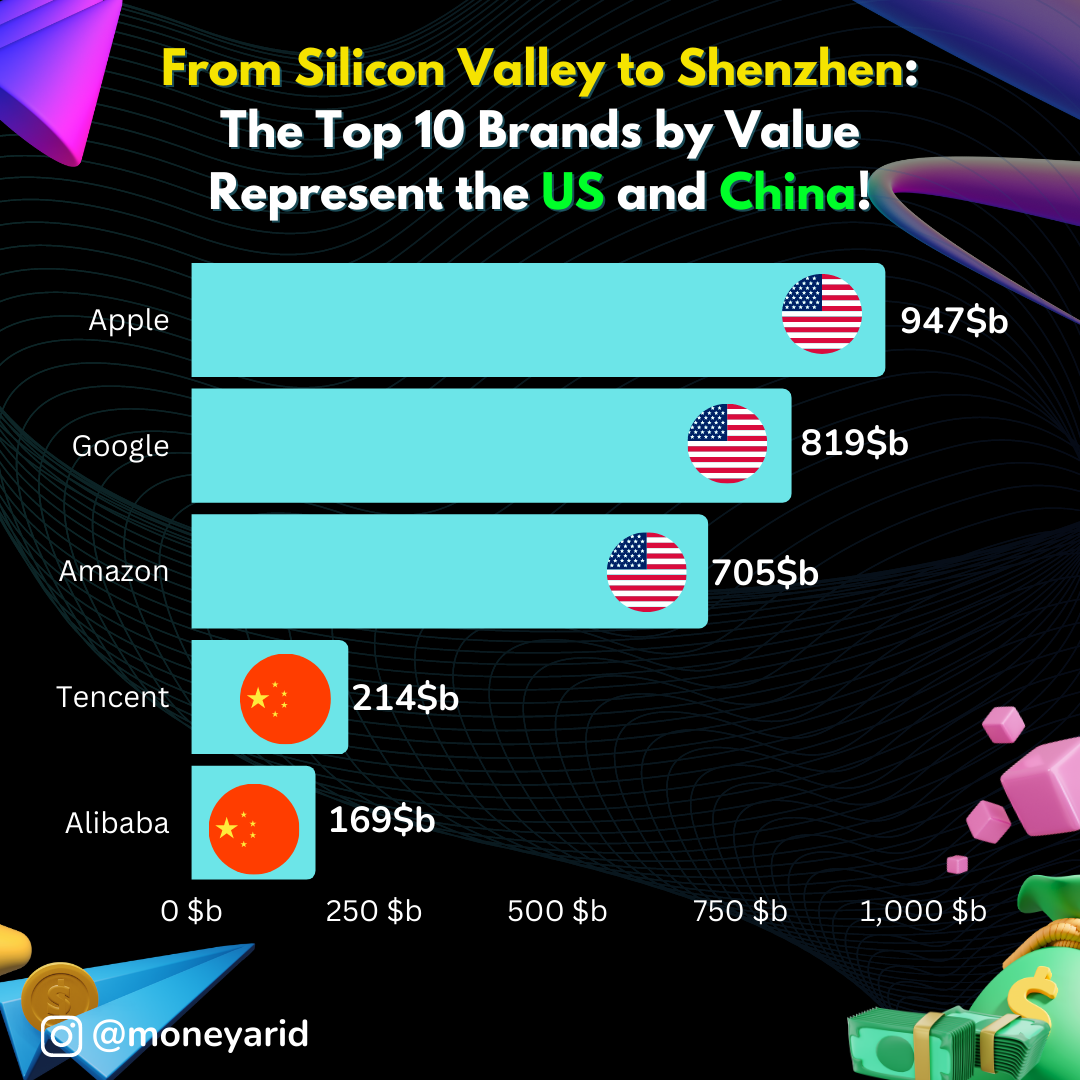 From Silicon Valley to Shenzhen:
The Top 10 Brands by Value
Represent the US and China!
Apple
947$b
Google
819$b
Amazon
705$b
Tencent
214$b
Alibaba
169$b
0 $b
250 $b
500 $b
750 $b
1,000 $b
$
$
@moneyarid